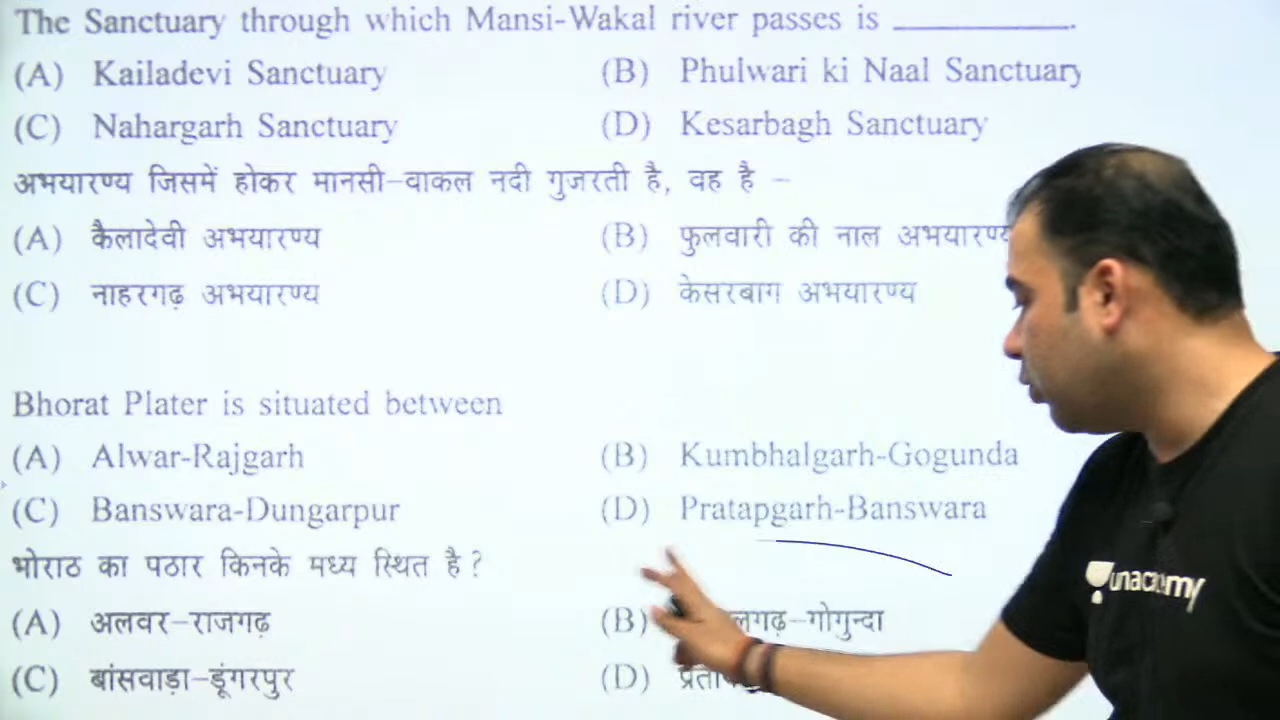 The Sanctuary through which Mansi-Wakal river passes is __________.
(A) Kailadevi Sanctuary (B) Phulwari ki Naal Sanctuary
(C) Nahargarh Sanctuary (D) Kesarbagh Sanctuary
अभयारण्य जिसमें होकर मानसी-वाकल नदी गुजरती है, वह है –
(A) कैलादेवी अभयारण्य (B) फुलवारी की नाल अभयारण्य
(C) नाहरगढ़ अभयारण्य (D) केसरबाग अभयारण्य
Bhorat Plater is situated between
(A) Alwar-Rajgarh (B) Kumbhalgarh-Gogunda
(C) Banswara-Dungarpur (D) Pratapgarh-Banswara
भोराठ का पठार किनके मध्य स्थित है ?
(A) अलवर-राजगढ़ (B) लगढ़-गोगुन्दा
(C) बांसवाड़ा-डूंगरपुर (D)
unacademy